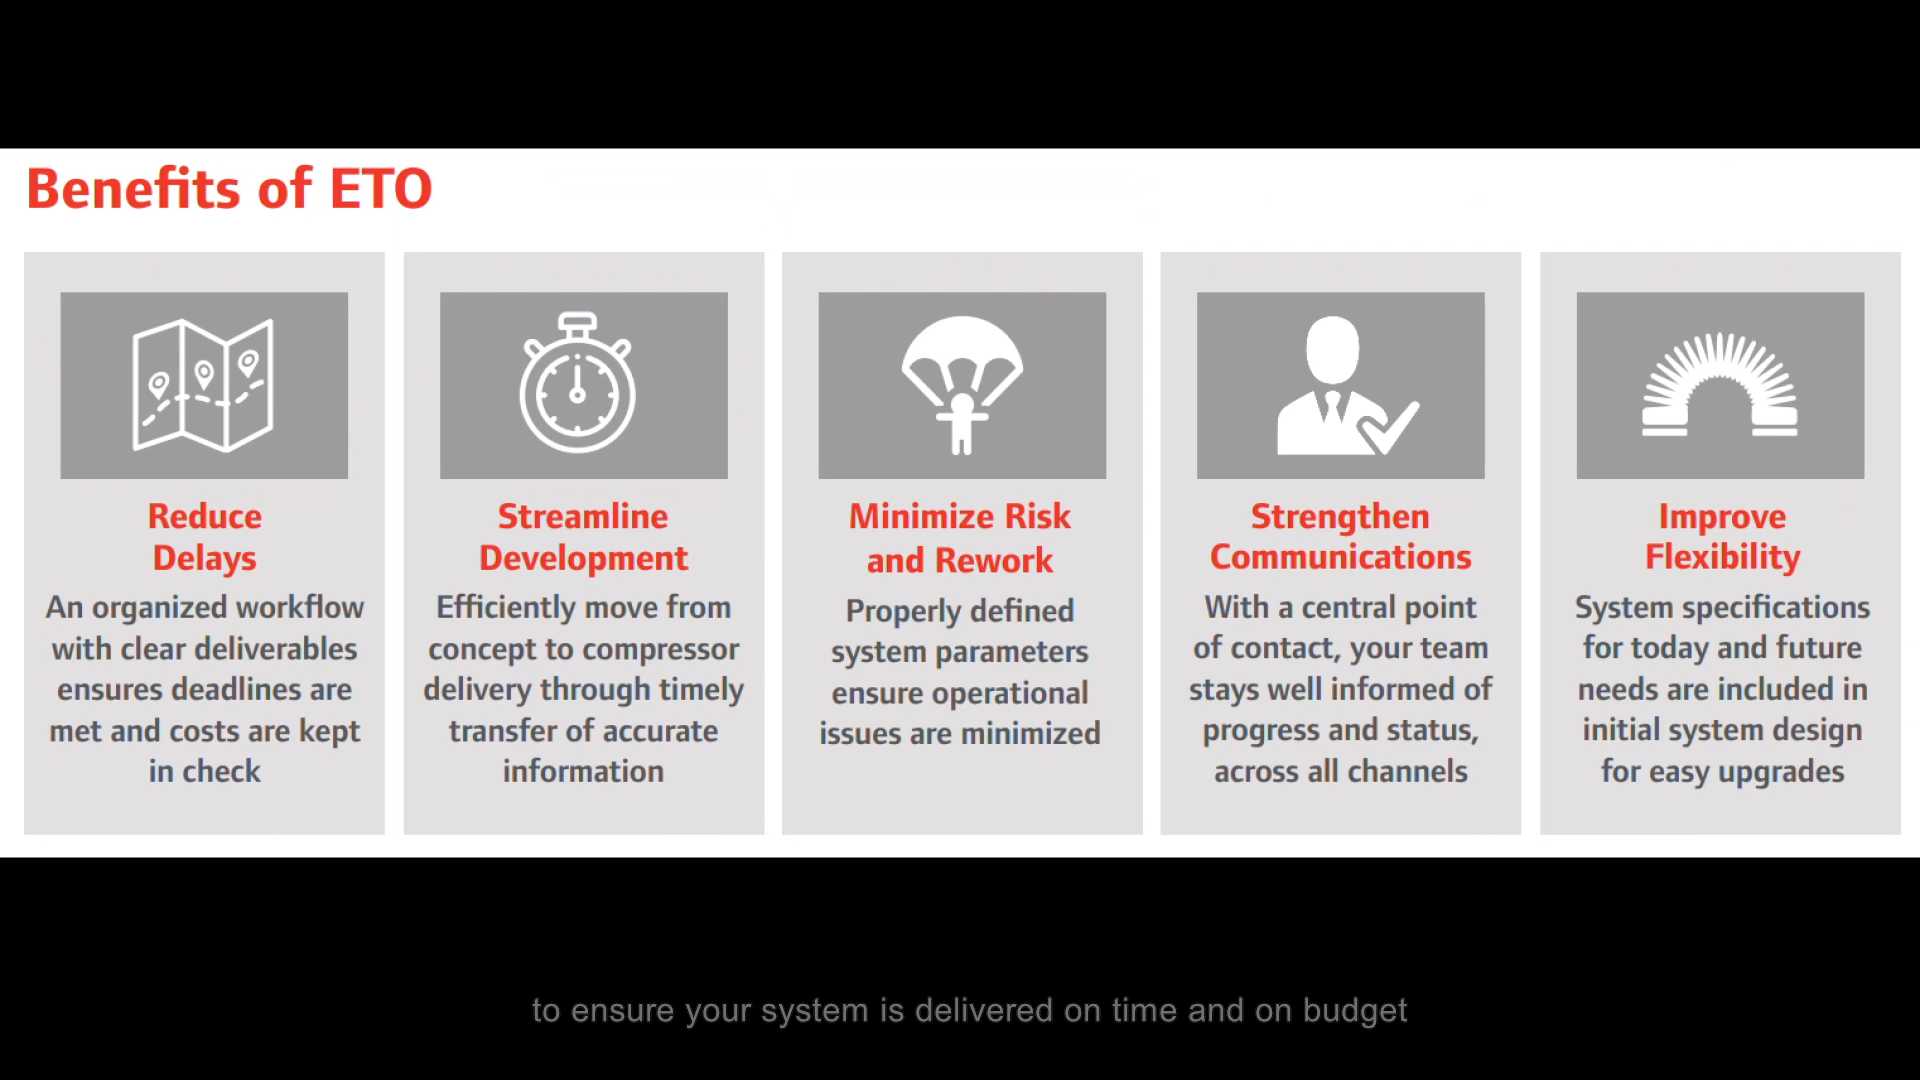 Benefits of ETO
Reduce
Delays
An organized workflow
with clear deliverables
ensures deadlines are
met and costs are kept
in check
Streamline
Development
Efficiently move from
concept to compressor
delivery through timely
transfer of accurate
information
Minimize Risk
and Rework
Properly defined
system parameters
ensure operational
issues are minimized
Strengthen
Communications
With a central point
of contact, your team
stays well informed of
progress and status,
across all channels
Improve
Flexibility
System specifications
for today and future
needs are included in
initial system design
for easy upgrades
to ensure your system is delivered on time and on budget